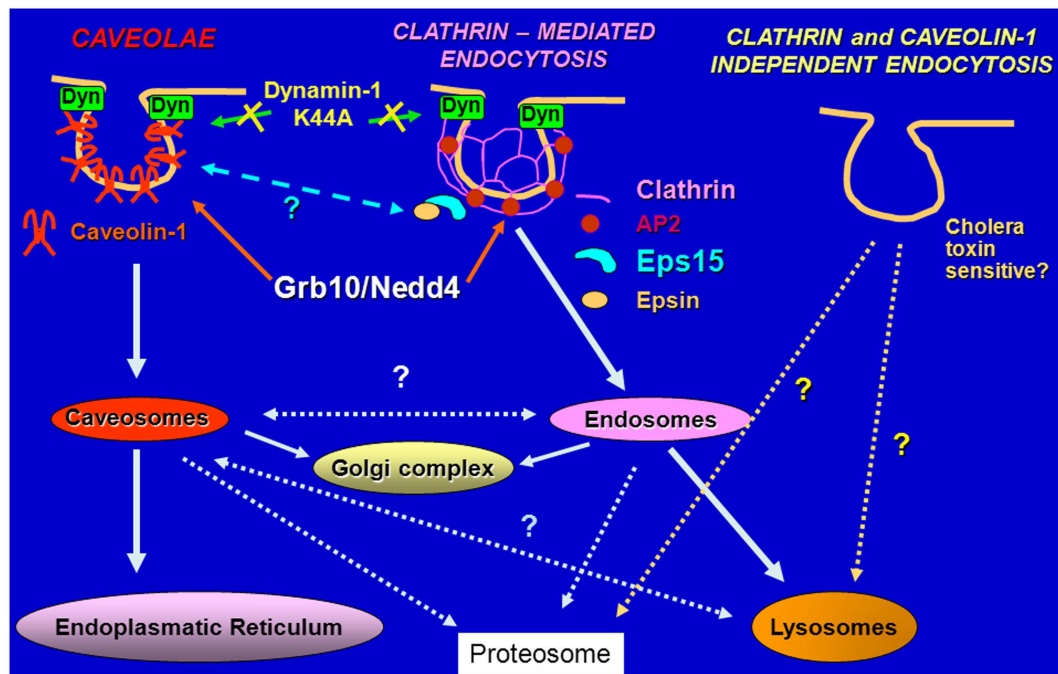 CAVEOLAE
CLATHRIN – MEDIATED
ENDOCYTOSIS
CLATHRIN and CAVEOLIN-1
INDEPENDENT ENDOCYTOSIS
Dyn
Dyn
Dynamin-1
K44A
Dyn
Dyn
?
Clathrin
AP2
Eps15
Epsin
Caveolin-1
Grb10/Nedd4
Cholera
toxin
sensitive?
?
?
?
Caveosomes
Endosomes
Golgi complex
?
Endoplasmatic Reticulum
Proteosome
Lysosomes